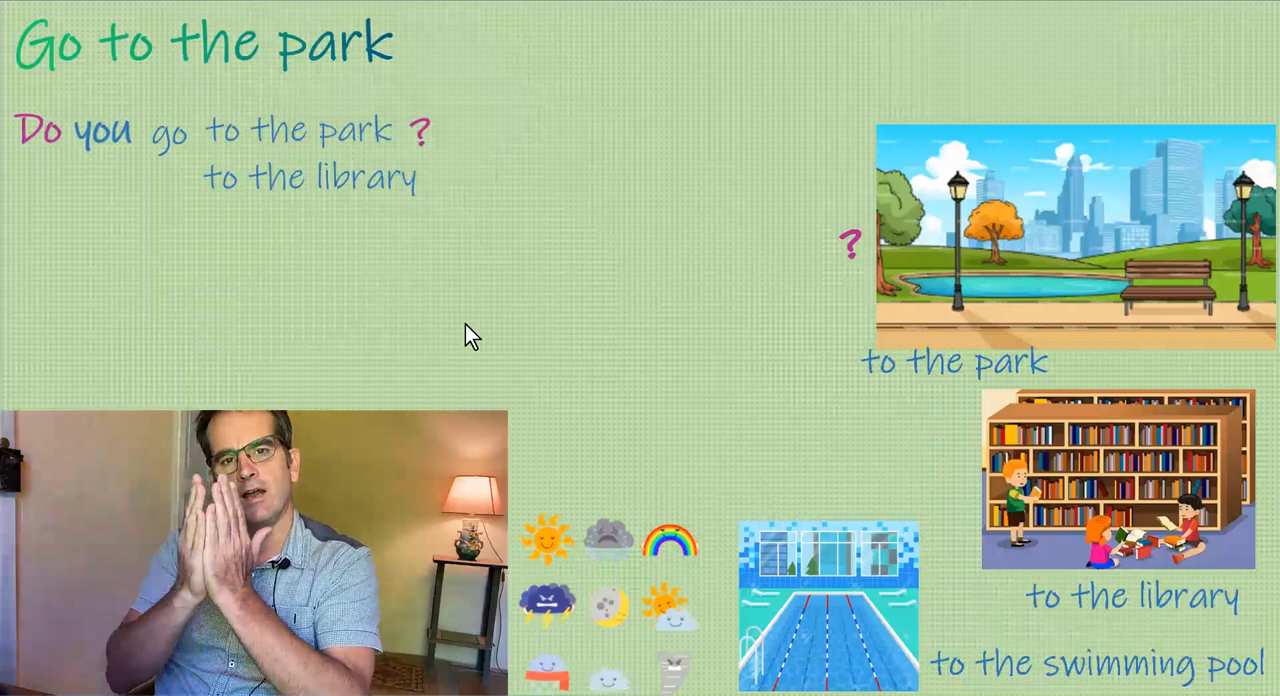 Go to the park
Do you go to the park ?
to the library
?
to the park
to the library
to the swimming pool